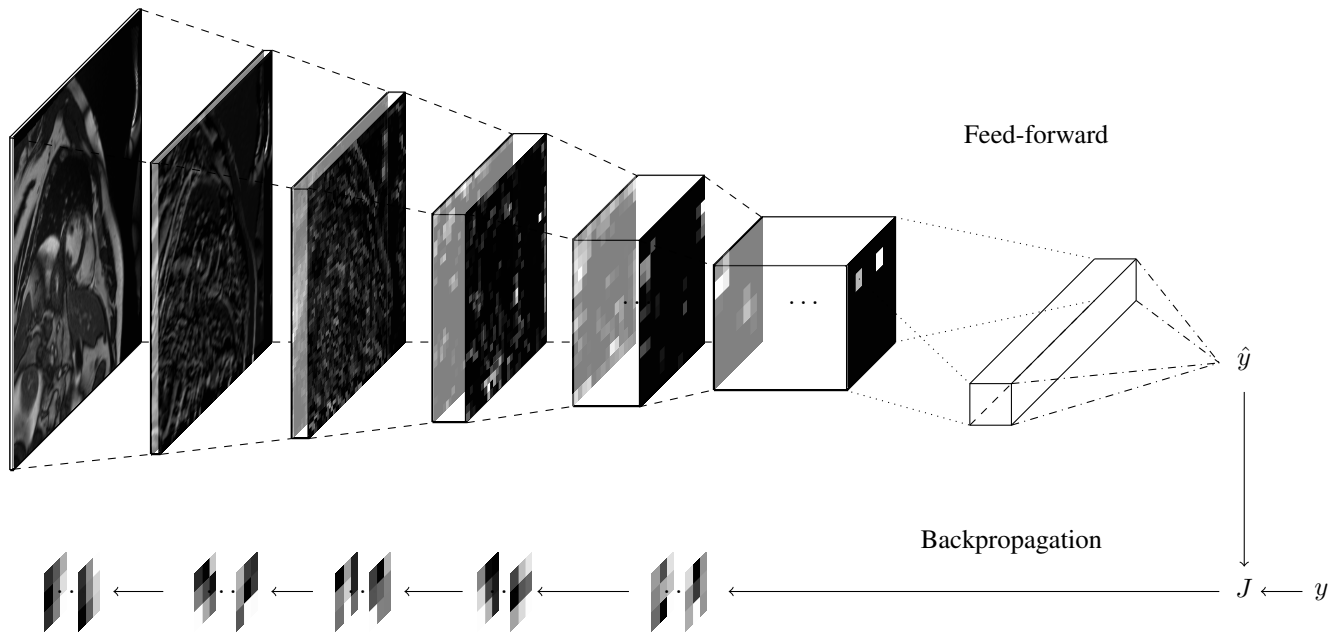 Feed-forward
... ...
ŷ
Backpropagation
.. .. .. .. ..
J y